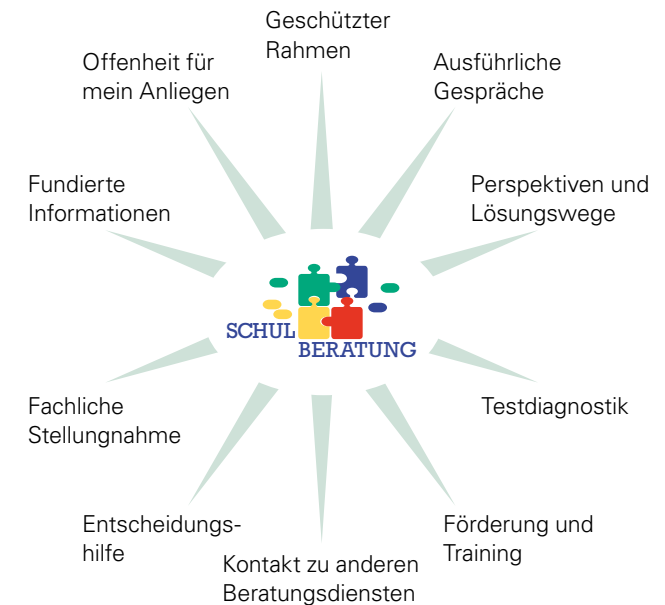 Geschützter
Rahmen
Offenheit für
mein Anliegen
Ausführliche
Gespräche
Fundierte
Informationen
Perspektiven und
Lösungswege
SCHUL
BERATUNG
Fachliche
Stellungnahme
Testdiagnostik
Entscheidungs-
hilfe
Förderung und
Training
Kontakt zu anderen
Beratungsdiensten